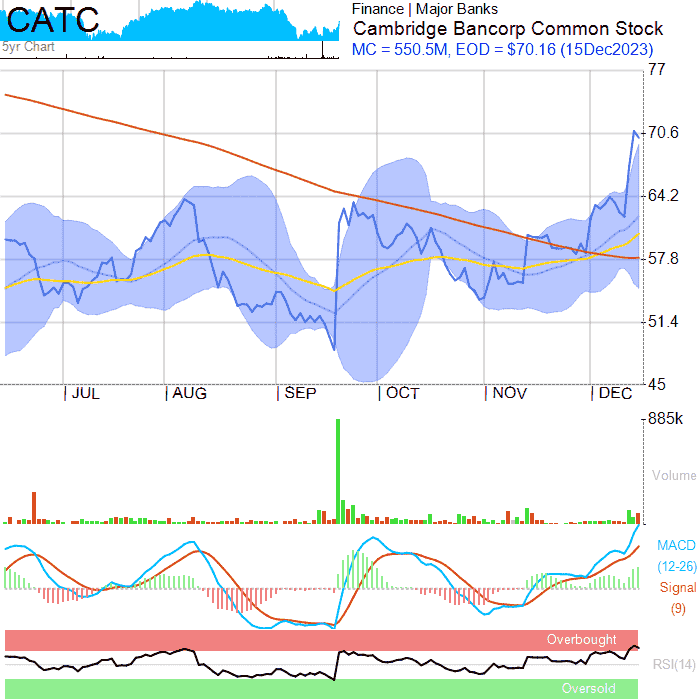 CATC
5yr Chart
Finance | Major Banks
Cambridge Bancorp Common Stock
MC = 550.5M, EOD = $70.16 (15Dec2023)
77
70.6
64.2
57.8
51.4
45
JUL AUG SEP OCT NOV DEC
885k
Volume
MACD
(12-26)
Signal
(9)
Overbought
RSI(14)
Oversold